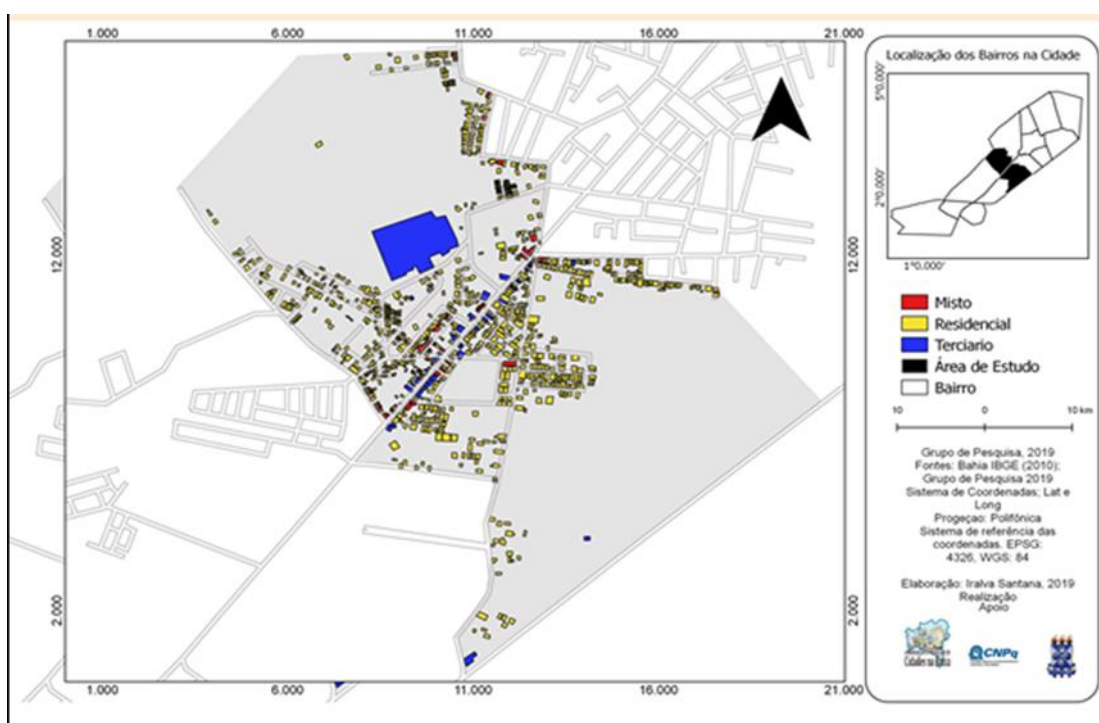 1.000 6.000 11.000 16.000 21.000
12.000 12.000
2.000 2.000
1.000 6.000 11.000 16.000 21.000
Localização dos Bairros na Cidade
5°0.000'
2°0.000'
1°0.000'
Misto
Residencial
Terciario
Área de Estudo
Bairro
10 0 10 km
Grupo de Pesquisa, 2019
Fontes: Bahia IBGE (2010);
Grupo de Pesquisa 2019
Sistema de Coordenadas; Lat e
Long
Progeçao: Polifônica
Sistema de referência das
coordenadas. EPSG:
4326, WGS: 84
Elaboração: Iralva Santana, 2019
Realização
Apoio
CNPq